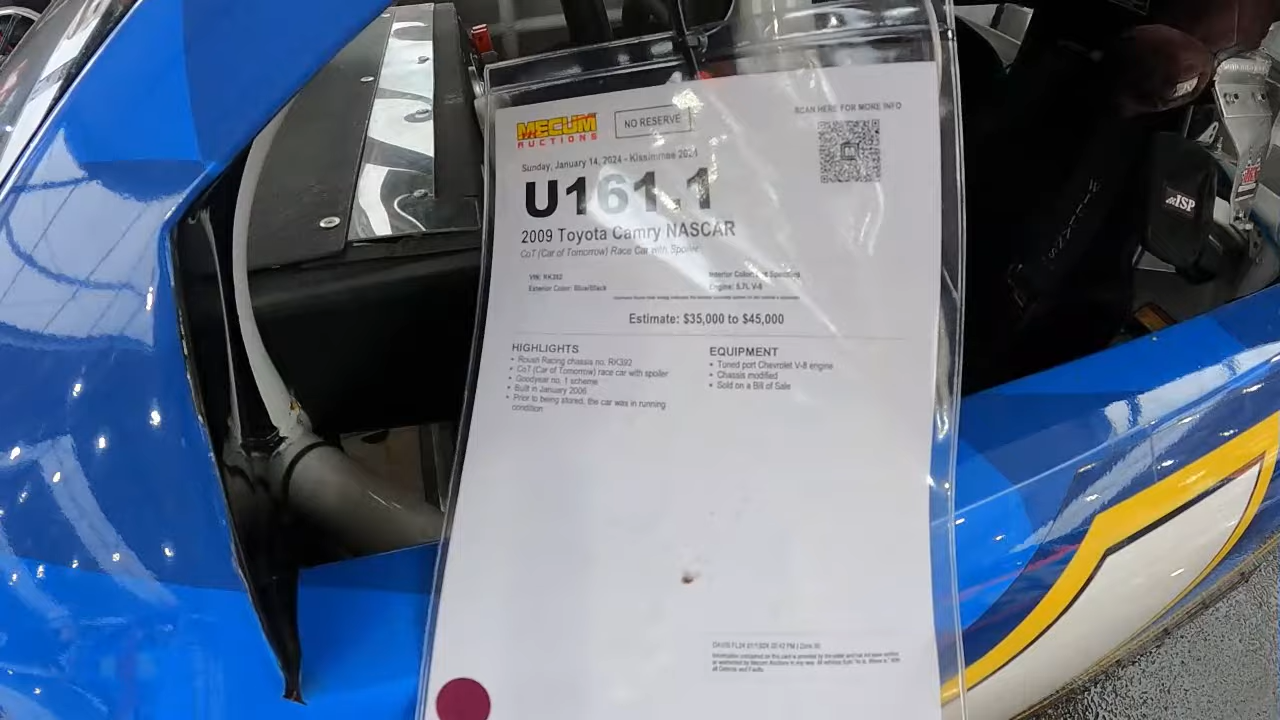 MECUM
AUCTIONS
NO RESERVE
SCAN HERE FOR MORE INFO
Sunday, January 14, 2024 - Kissimmee 2024
U161.1
2009 Toyota Camry NASCAR
CoT (Car of Tomorrow) Race Car with Spoiler
VIN: RK392
Interior Color:
Exterior Color: Blue/Black
Engine: 5.7L V-8
Estimate: $35,000 to $45,000
HIGHLIGHTS
• Roush Racing chassis no. RK392
• CoT (Car of Tomorrow) race car with spoiler
• Goodyear no. 1 scheme
• Built in January 2006
• Prior to being stored, the car was in running
condition
EQUIPMENT
• Tuned port Chevrolet V-8 engine
• Chassis modified
• Sold on a Bill of Sale
ISP